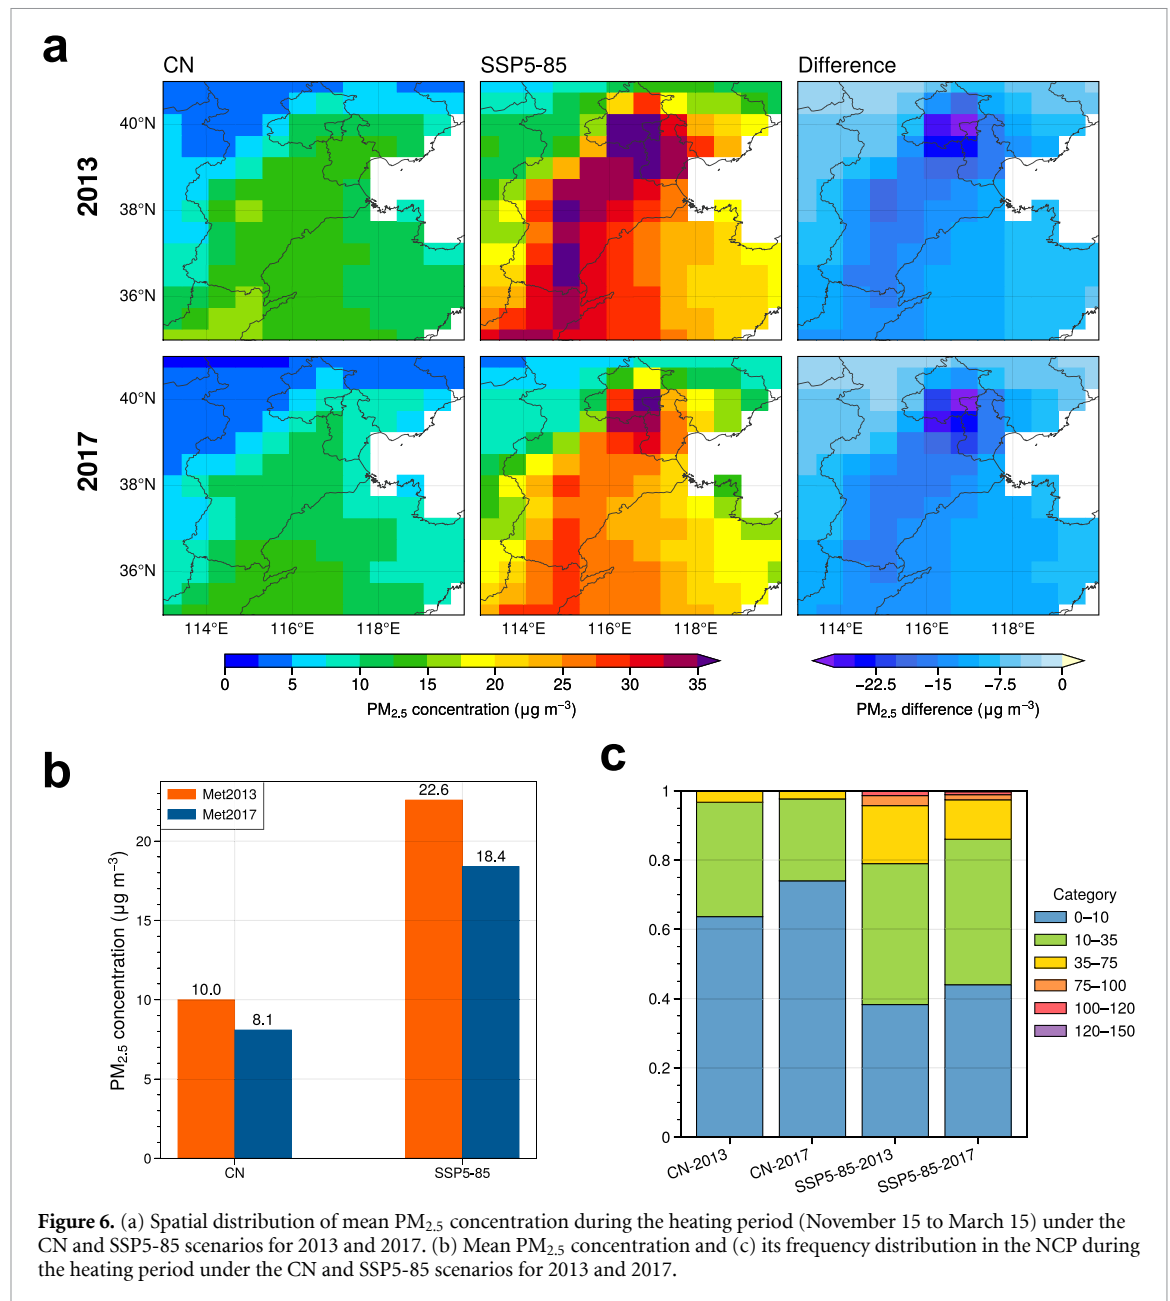 a
CN
SSP5-85
Difference
2013
40°N
38°N
36°N
2017
40°N
38°N
36°N
114°E
116°E
118°E
114°E
116°E
118°E
114°E
116°E
118°E
0
5
10
15
20
25
30
35
PM2.5 concentration (μg m−3)
−22.5
−15
−7.5
0
PM2.5 difference (μg m−3)
b
Met2013
Met2017
PM2.5 concentration (μg m−3)
20
15
10
5
0
10.0
8.1
22.6
18.4
CN
SSP5-85
c
1
0.8
0.6
0.4
0.2
0
CN-2013
CN-2017
SSP5-85-2013
SSP5-85-2017
Category
0–10
10–35
35–75
75–100
100–120
120–150
Figure 6. (a) Spatial distribution of mean PM2.5 concentration during the heating period (November 15 to March 15) under the
CN and SSP5-85 scenarios for 2013 and 2017. (b) Mean PM2.5 concentration and (c) its frequency distribution in the NCP during
the heating period under the CN and SSP5-85 scenarios for 2013 and 2017.